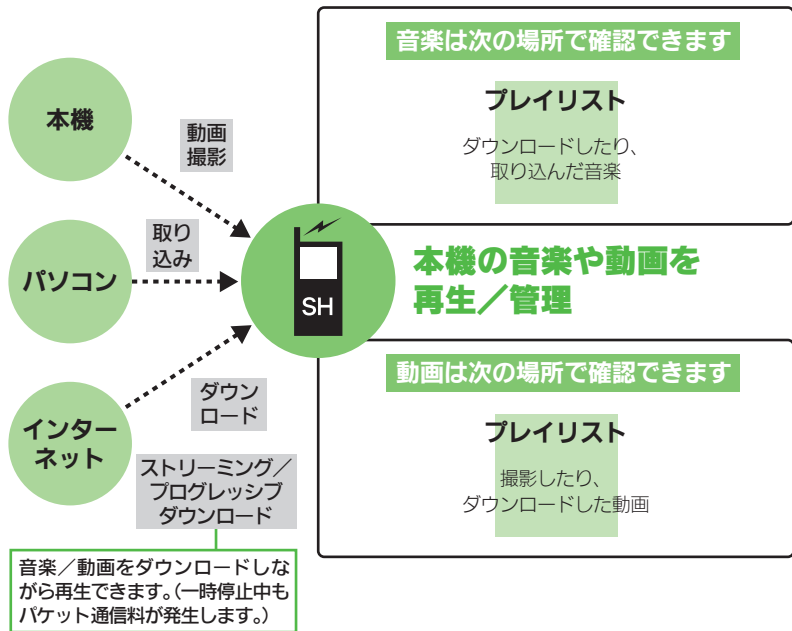 本機
動画
撮影
取り
込み
パソコン
SH
ダウン
ロード
インター
ネット
ストリーミング／
プログレッシブ
ダウンロード
音楽／動画をダウンロードしな
がら再生できます。（一時停止中も
パケット通信料が発生します。）
音楽は次の場所で確認できます
プレイリスト
ダウンロードしたり、
取り込んだ音楽
本機の音楽や動画を
再生／管理
動画は次の場所で確認できます
プレイリスト
撮影したり、
ダウンロードした動画